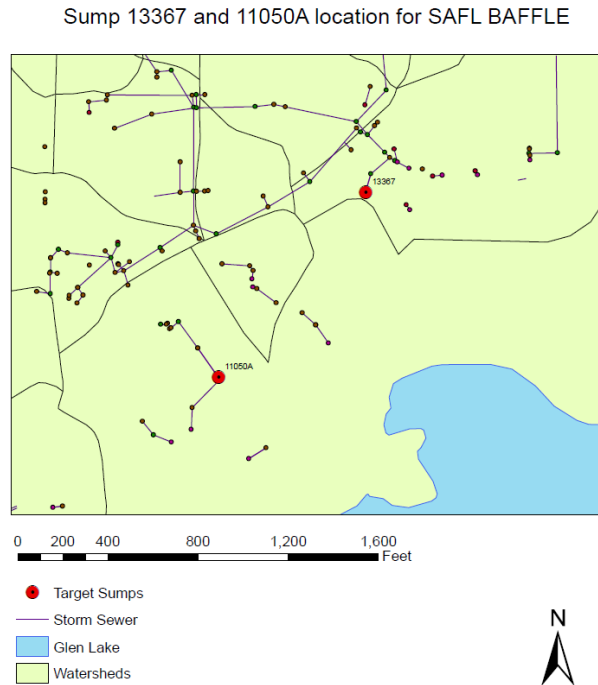 Sump 13367 and 11050A location for SAFL BAFFLE
13367
11050A
0 200 400 800 1,200 1,600
Feet
Target Sumps
Storm Sewer
Glen Lake
Watersheds
N